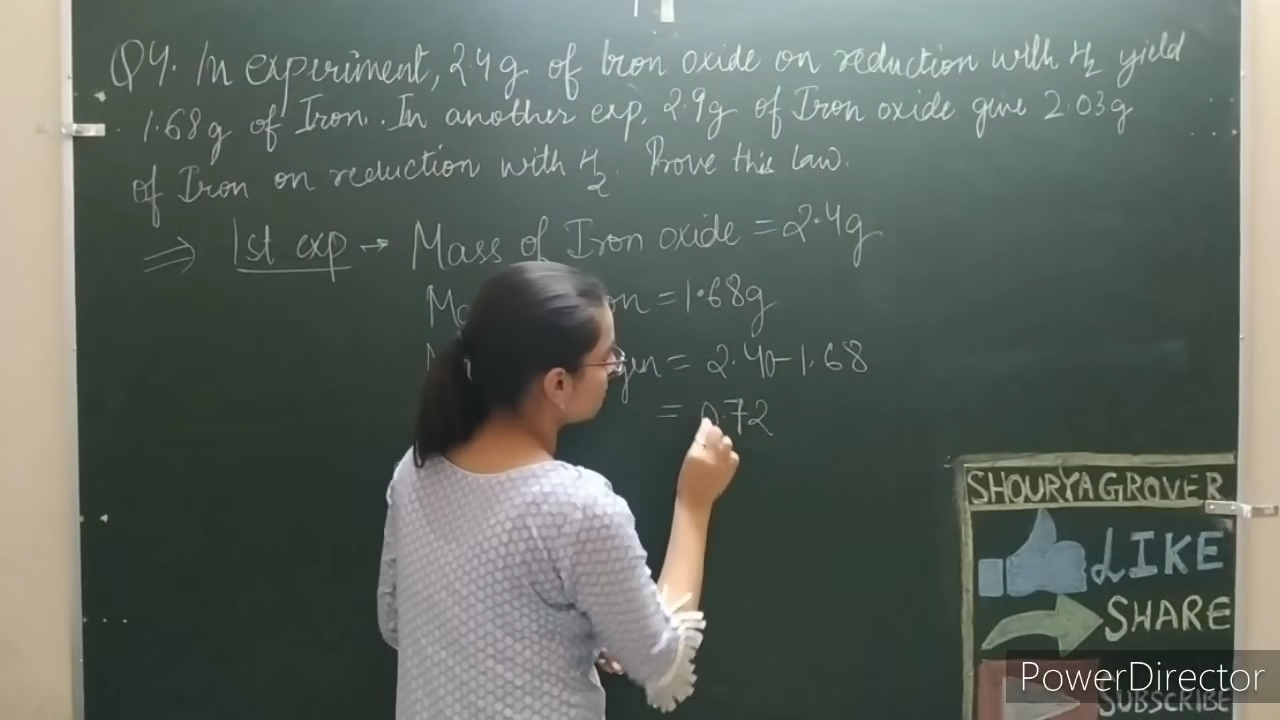 Q4. In experiment, 2.4g of Iron oxide on reduction with H₂ yield
1.68g of Iron. In another exp. 2.9g of Iron oxide give 2.03g
of Iron on reduction with H₂. Prove this law.
⇒ 1st exp → Mass of Iron oxide = 2.4g
= 1.68g
= 2.40-1.68
= 0.72
SHOURYA GROVER
LIKE
SHARE
SUBSCRIBE
PowerDirector